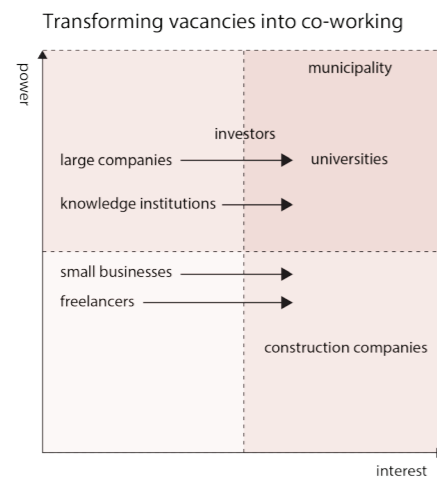 Transforming vacancies into co-working
power
municipality
investors
large companies
universities
knowledge institutions
small businesses
freelancers
construction companies
interest